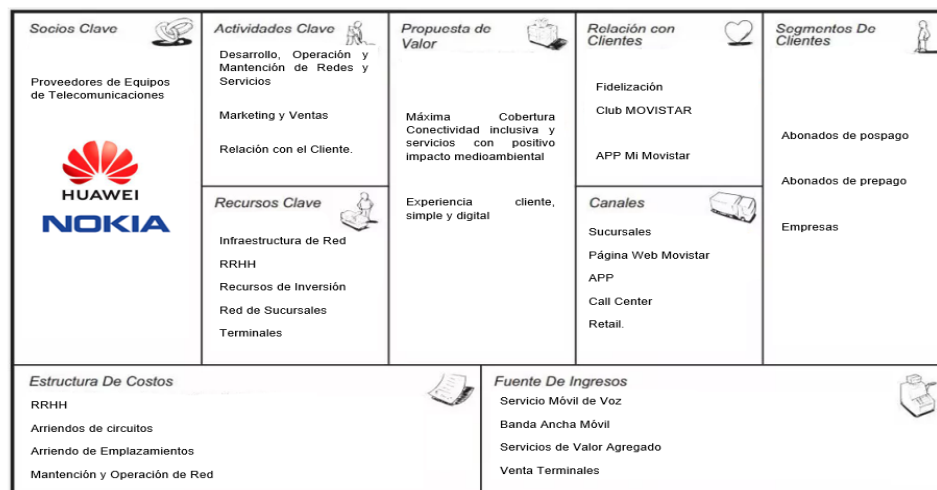 Socios Clave
Proveedores de Equipos
de Telecomunicaciones
HUAWEI
NOKIA
Actividades Clave
Desarrollo, Operación y
Mantención de Redes y
Servicios
Marketing y Ventas
Relación con el Cliente.
Recursos Clave
Infraestructura de Red
RRHH
Recursos de Inversión
Red de Sucursales
Terminales
Propuesta de
Valor
Máxima Cobertura
Conectividad inclusiva y
servicios con positivo
impacto medioambiental
Experiencia cliente,
simple y digital
Relación con
Clientes
Fidelización
Club MOVISTAR
APP Mi Movistar
Canales
Sucursales
Página Web Movistar
APP
Call Center
Retail.
Segmentos De
Clientes
Abonados de pospago
Abonados de prepago
Empresas
Estructura De Costos
RRHH
Arriendos de circuitos
Arriendo de Emplazamientos
Mantención y Operación de Red
Fuente De Ingresos
Servicio Móvil de Voz
Banda Ancha Móvil
Servicios de Valor Agregado
Venta Terminales